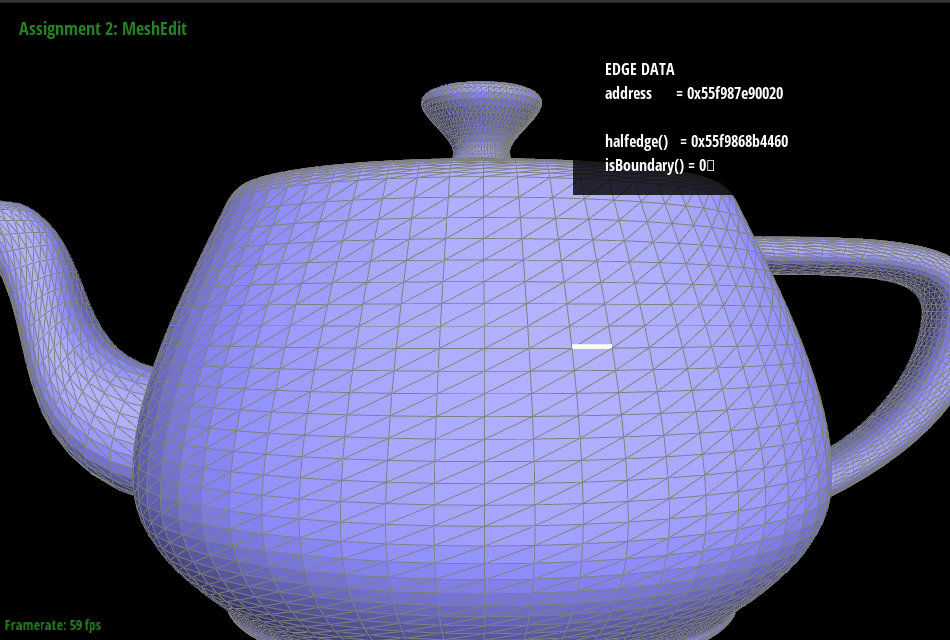 Assignment 2: MeshEdit
EDGE DATA
address = 0x55f987e90020
halfedge() = 0x55f9868b4460
isBoundary() = 0
Framerate: 59 fps